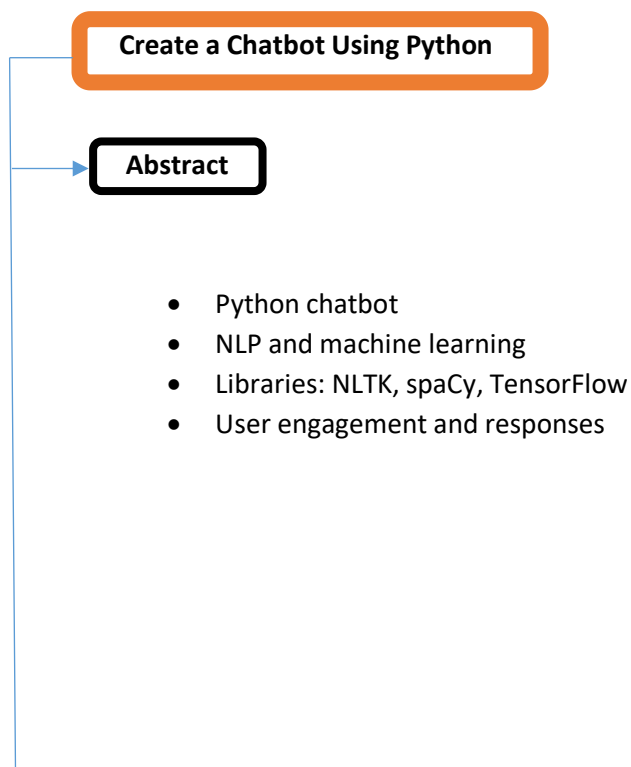 Create a Chatbot Using Python
Abstract
• Python chatbot
• NLP and machine learning
• Libraries: NLTK, spaCy, TensorFlow
• User engagement and responses